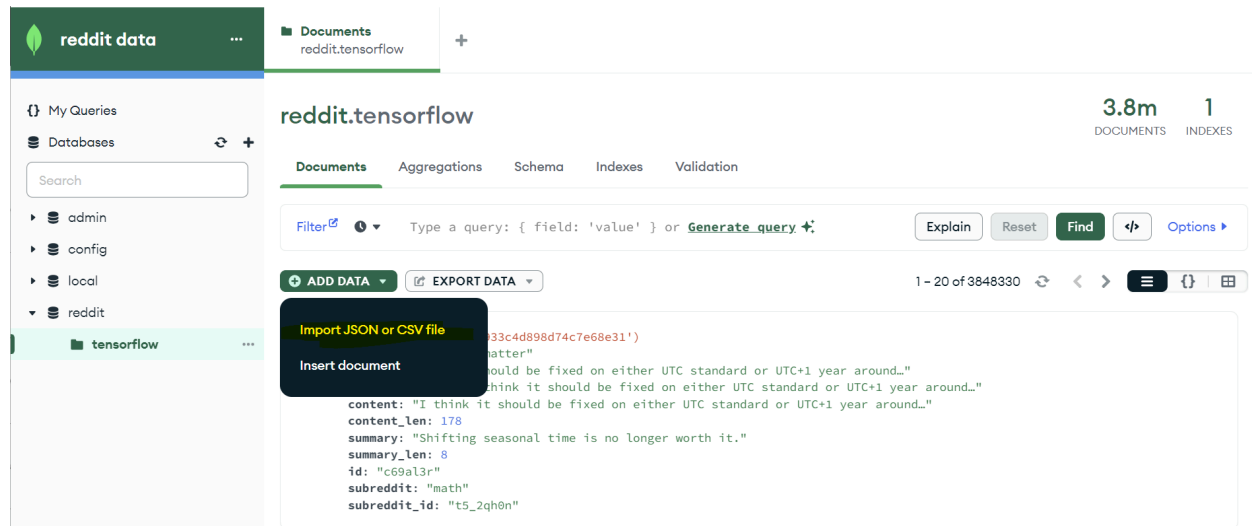 reddit data
Documents
reddit.tensorflow
{} My Queries
Databases
Search
admin
config
local
reddit
tensorflow
reddit.tensorflow
3.8m
DOCUMENTS
1
INDEXES
Documents Aggregations Schema Indexes Validation
Filter Type a query: { field: 'value' } or Generate query Explain Reset Find </> Options
ADD DATA EXPORT DATA 1 – 20 of 3848330 {}
Import JSON or CSV file
Insert document
933c4d898d74c7e68e31')
matter"
ould be fixed on either UTC standard or UTC+1 year around…"
think it should be fixed on either UTC standard or UTC+1 year around…"
content: "I think it should be fixed on either UTC standard or UTC+1 year around…"
content_len: 178
summary: "Shifting seasonal time is no longer worth it."
summary_len: 8
id: "c69al3r"
subreddit: "math"
subreddit_id: "t5_2qh0n"